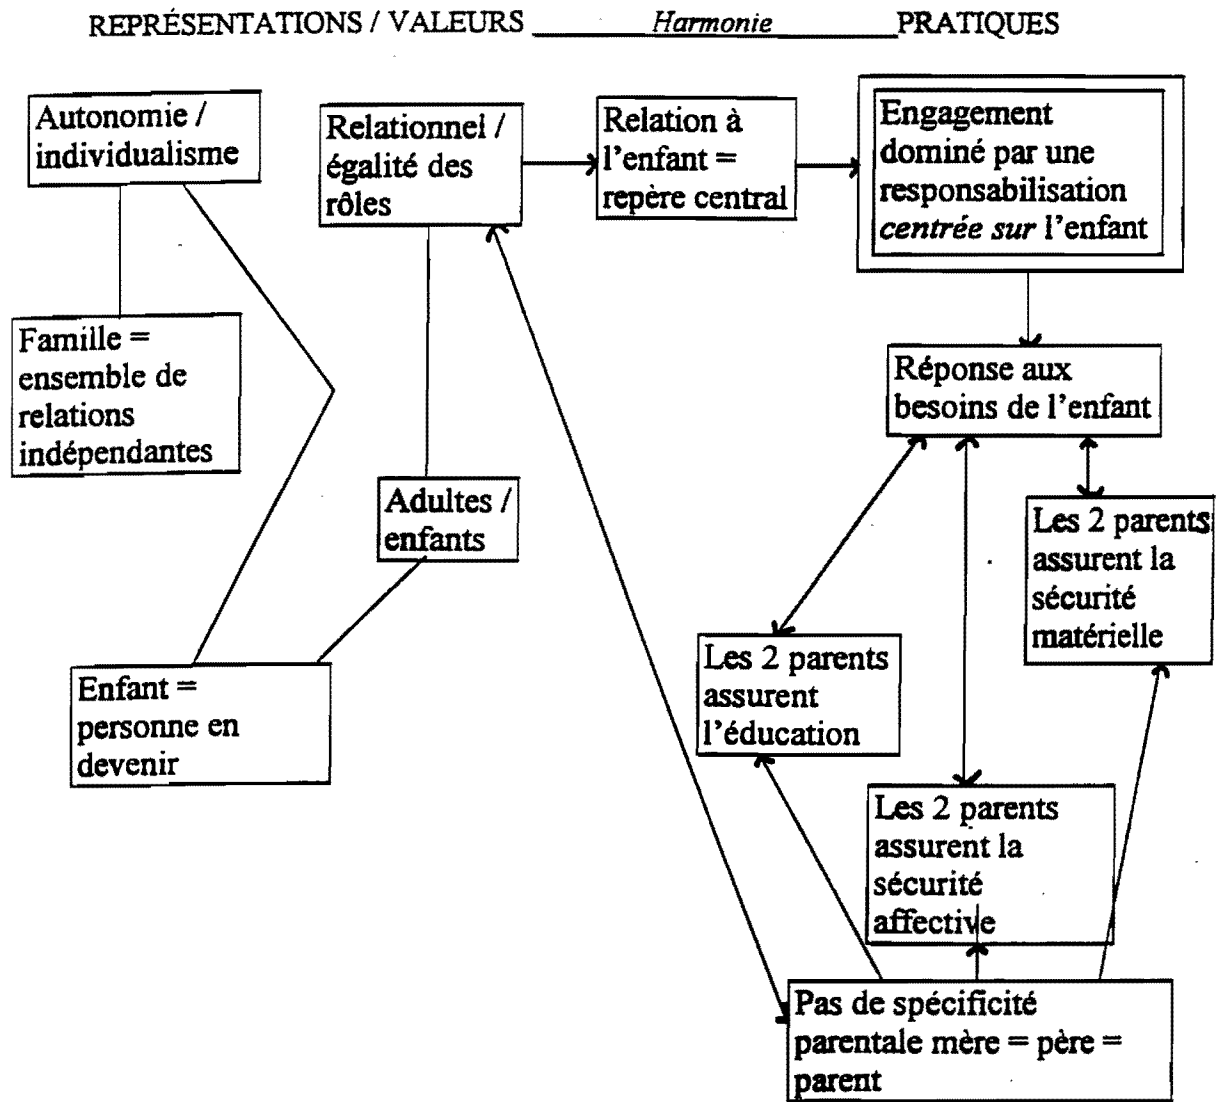 REPRÉSENTATIONS / VALEURS Harmonie PRATIQUES
Autonomie /
individualisme
Relationnel /
égalité des
rôles
Relation à
l'enfant =
repère central
Engagement
dominé par une
responsabilisation
centrée sur l'enfant
Famille =
ensemble de
relations
indépendantes
Réponse aux
besoins de l'enfant
Adultes /
enfants
Les 2 parents
assurent la
sécurité
matérielle
Les 2 parents
assurent
l'éducation
Enfant =
personne en
devenir
Les 2 parents
assurent la
sécurité
affective
Pas de spécificité
parentale mère = père =
parent